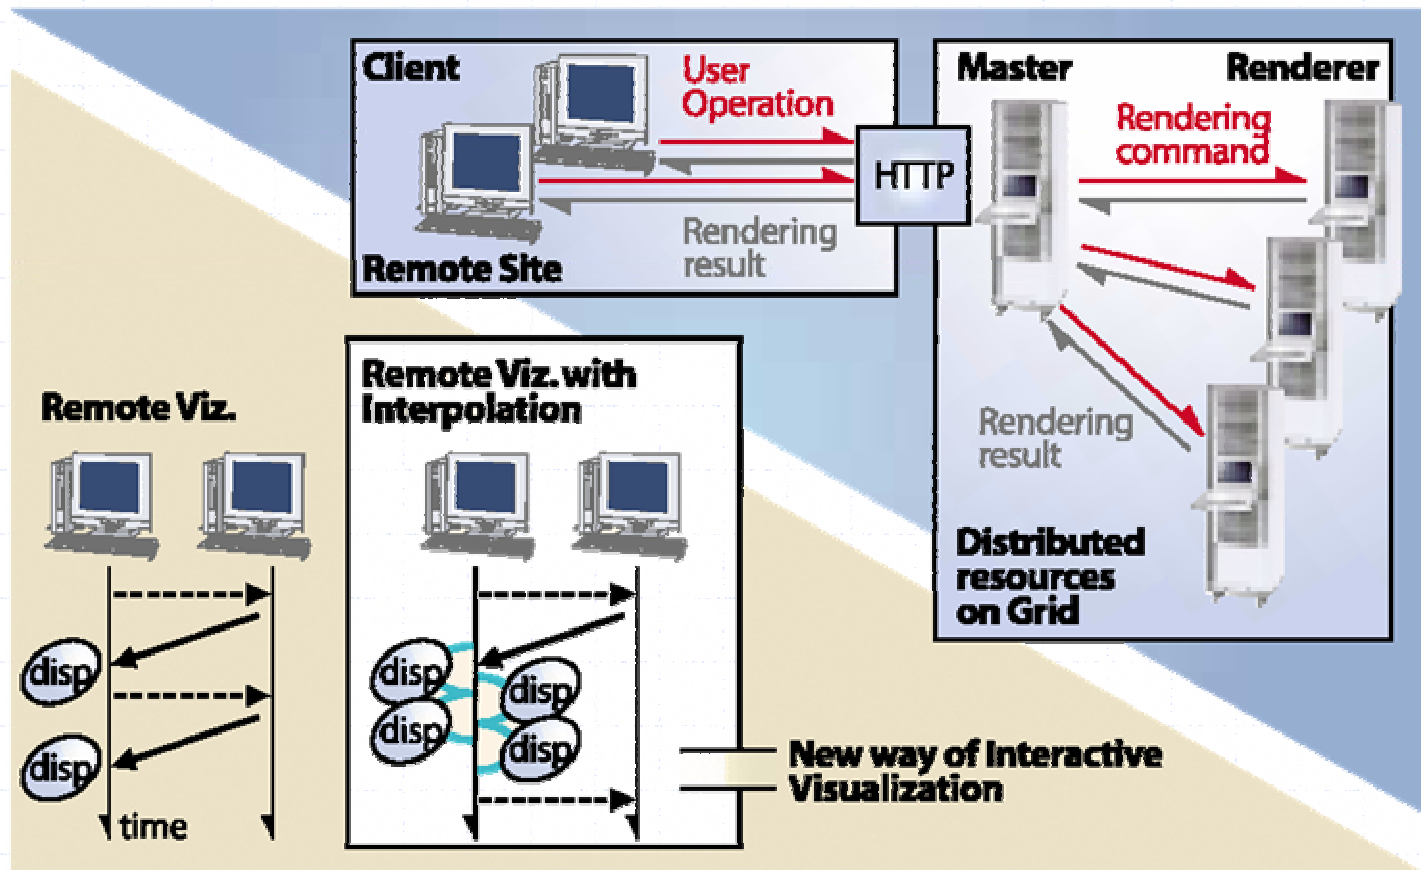 Client
User
Operation
HTTP
Rendering
result
Remote Site
Master
Renderer
Rendering
command
Rendering
result
Distributed
resources
on Grid
Remote Viz.
disp
disp
time
Remote Viz. with
Interpolation
disp
disp
disp
disp
New way of Interactive
Visualization